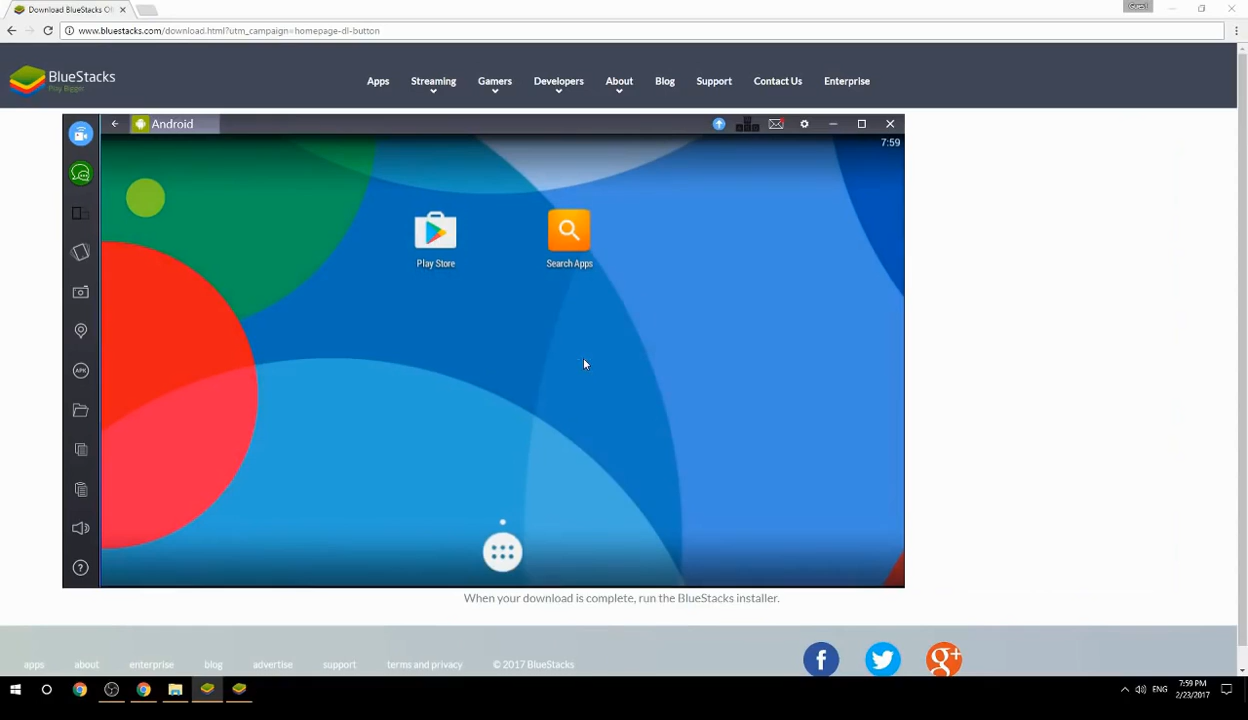 Download BlueStacks Of
Guest
www.bluestacks.com/download.html?utm_campaign=homepage-dl-button
BlueStacks
Play Bigger
Apps
Streaming
Gamers
Developers
About
Blog
Support
Contact Us
Enterprise
Android
7:59
Play Store
Search Apps
APK
?
When your download is complete, run the BlueStacks installer.
apps
about
enterprise
blog
advertise
support
terms and privacy
© 2017 BlueStacks
f
g+
ENG
7:59 PM
2/23/2017